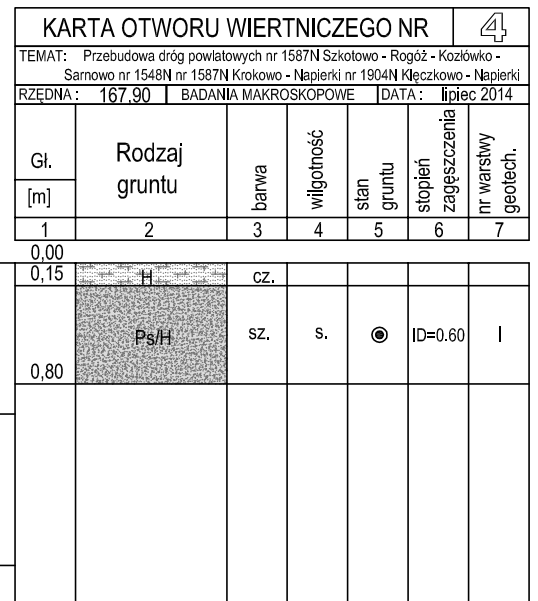 KARTA OTWORU WIERTNICZEGO NR 4
TEMAT: Przebudowa dróg powiatowych nr 1587N Szkotowo - Rogóż - Kozłówko -
Sarnowo nr 1548N nr 1587N Krokowo - Napierki nr 1904N Kłęczkowo - Napierki
RZĘDNA: 167,90 BADANIA MAKROSKOPOWE DATA: lipiec 2014
Gł.
[m]
Rodzaj
gruntu
barwa
wilgotność
stan
gruntu
stopień
zagęszczenia
nr warstwy
geotech.
1 2 3 4 5 6 7
0,00
0,15 H cz.
Ps/H sz. s. ID=0.60 I
0,80